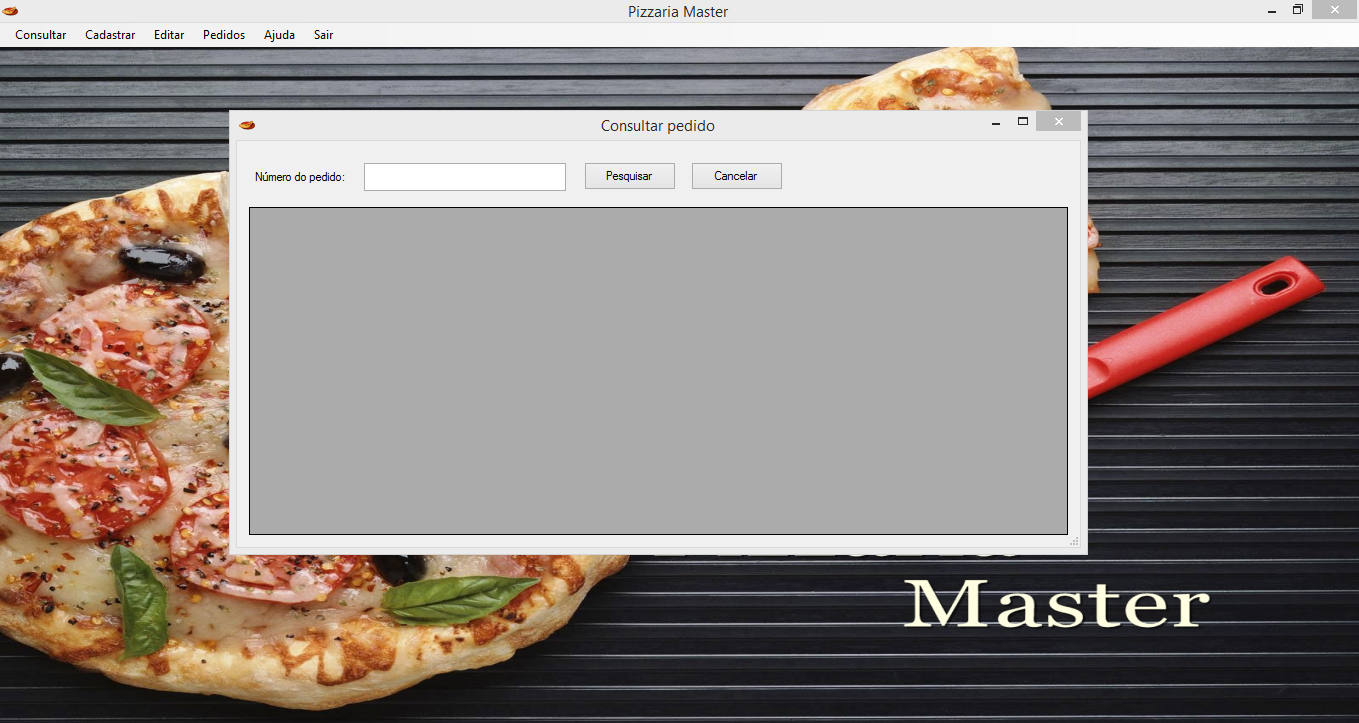 Pizzaria Master
Consultar Cadastrar Editar Pedidos Ajuda Sair
Consultar pedido
Número do pedido: Pesquisar Cancelar
Master